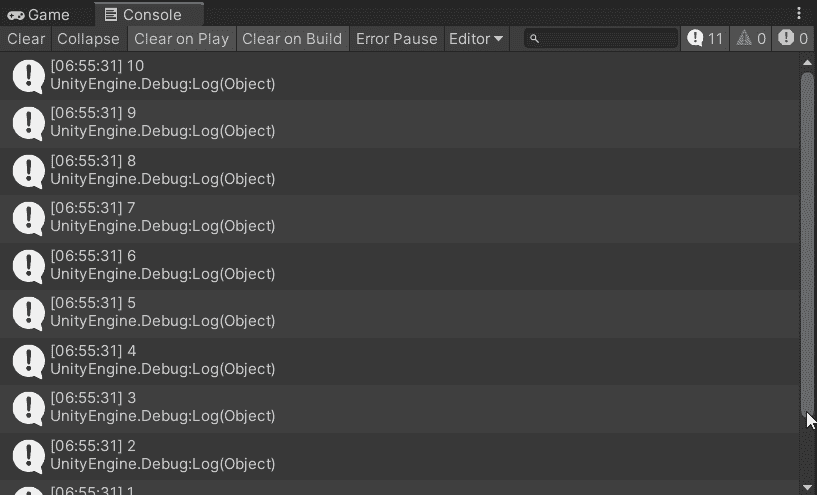 Game Console
Clear Collapse Clear on Play Clear on Build Error Pause Editor 11 0 0
[06:55:31] 10
UnityEngine.Debug:Log(Object)
[06:55:31] 9
UnityEngine.Debug:Log(Object)
[06:55:31] 8
UnityEngine.Debug:Log(Object)
[06:55:31] 7
UnityEngine.Debug:Log(Object)
[06:55:31] 6
UnityEngine.Debug:Log(Object)
[06:55:31] 5
UnityEngine.Debug:Log(Object)
[06:55:31] 4
UnityEngine.Debug:Log(Object)
[06:55:31] 3
UnityEngine.Debug:Log(Object)
[06:55:31] 2
UnityEngine.Debug:Log(Object)
[06:55:31] 1